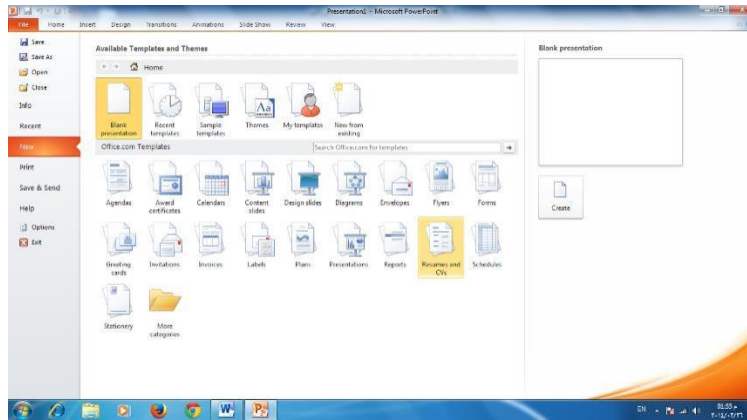 Presentation1 - Microsoft PowerPoint
File Home Insert Design Transitions Animations Slide Show Review View
Save
Save As
Open
Close
Info
Recent
New
Print
Save & Send
Help
Options
Exit
Available Templates and Themes
Home
Blank presentation
Recent templates
Sample templates
Themes
My templates
New from existing
Office.com Templates
Search Office.com for templates
Agendas
Award certificates
Calendars
Content slides
Design slides
Diagrams
Envelopes
Flyers
Forms
Greeting cards
Invitations
Invoices
Labels
Plans
Presentations
Reports
Resumes and CVs
Schedules
Stationery
More categories
Blank presentation
Create
EN